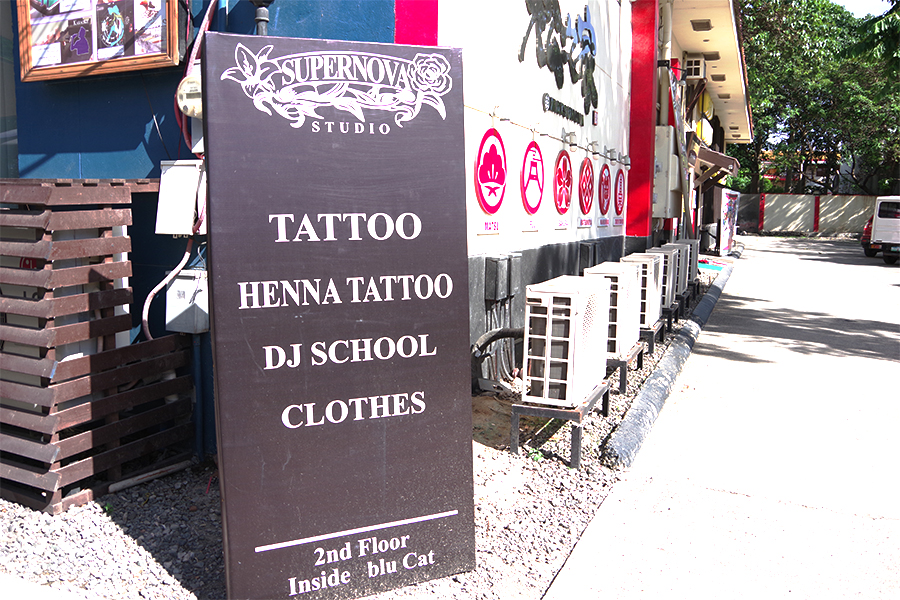 SUPERNOVA
STUDIO
TATTOO
HENNA TATTOO
DJ SCHOOL
CLOTHES
2nd Floor
Inside blu Cat